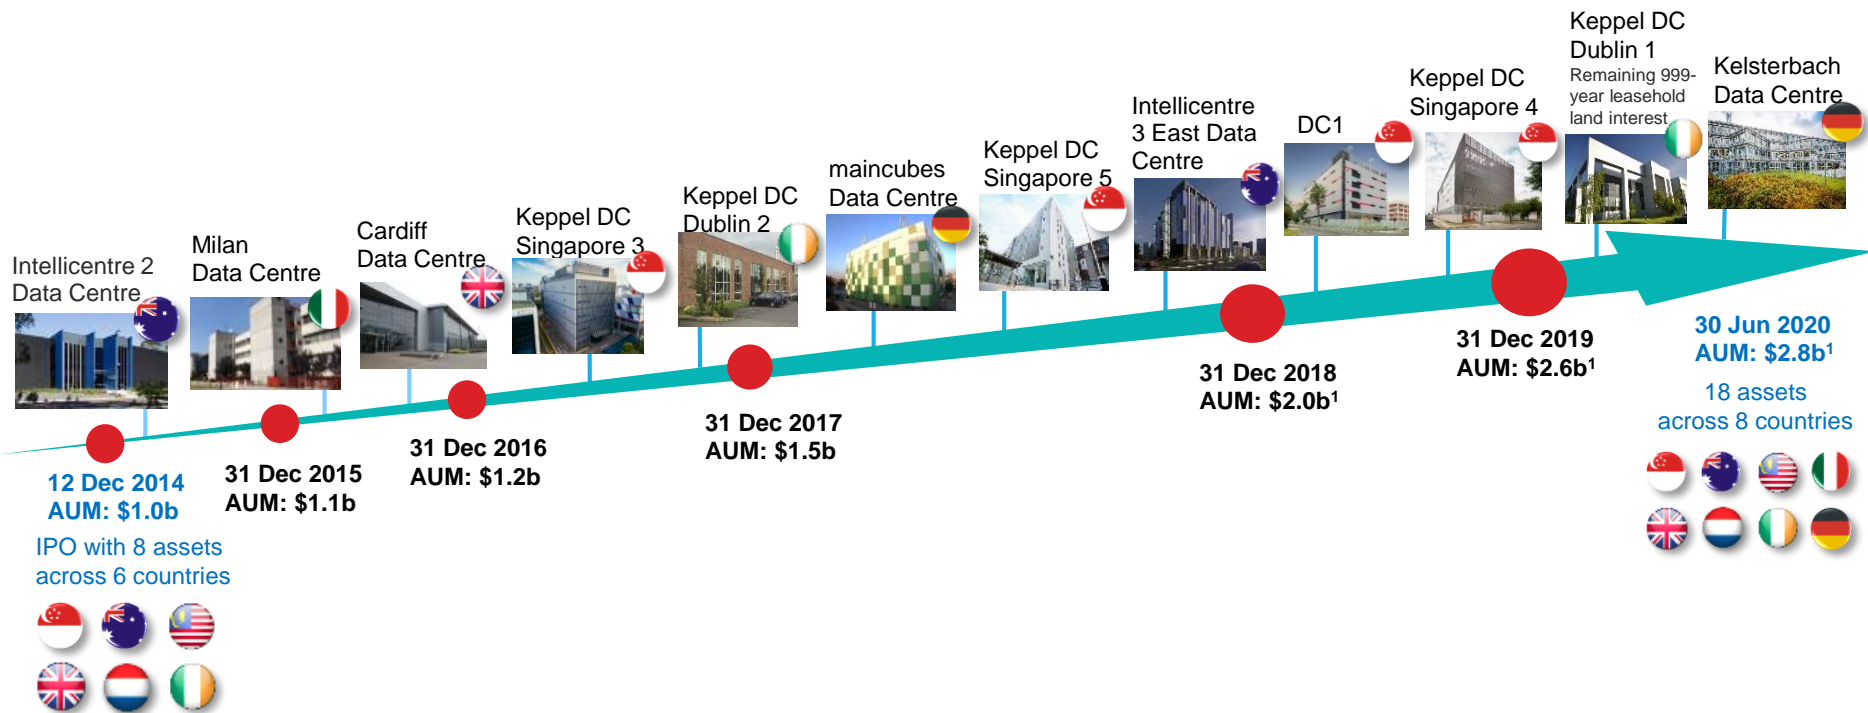 Intellicentre 2
Data Centre
Milan
Data Centre
Cardiff
Data Centre
Keppel DC
Singapore 3
Keppel DC
Dublin 2
maincubes
Data Centre
Keppel DC
Singapore 5
Intellicentre
3 East Data
Centre
DC1
Keppel DC
Singapore 4
Keppel DC
Dublin 1
Remaining 999-
year leasehold
land interest
Kelsterbach
Data Centre
12 Dec 2014
AUM: $1.0b
IPO with 8 assets
across 6 countries
31 Dec 2015
AUM: $1.1b
31 Dec 2016
AUM: $1.2b
31 Dec 2017
AUM: $1.5b
31 Dec 2018
AUM: $2.0b¹
31 Dec 2019
AUM: $2.6b¹
30 Jun 2020
AUM: $2.8b¹
18 assets
across 8 countries